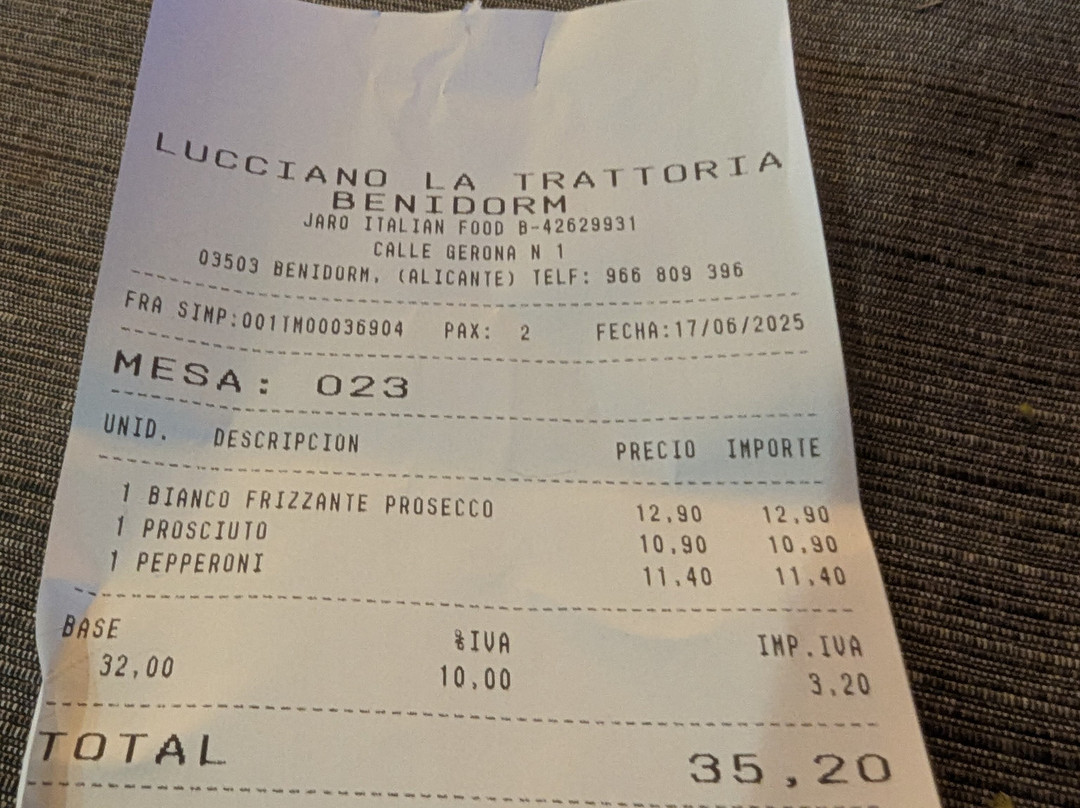 LUCCIANO LA TRATTORIA
BENIDORM
JARO ITALIAN FOOD B-42629931
CALLE GERONA N 1
03503 BENIDORM, (ALICANTE) TELF: 966 809 396
FRA SIMP:001TM00036904 PAX: 2 FECHA:17/06/2025
MESA: 023
UNID. DESCRIPCION PRECIO IMPORTE
1 BIANCO FRIZZANTE PROSECCO 12,90 12,90
1 PROSCIUTO 10,90 10,90
1 PEPPERONI 11,40 11,40
BASE %IVA IMP.IVA
32,00 10,00 3,20
TOTAL 35,20